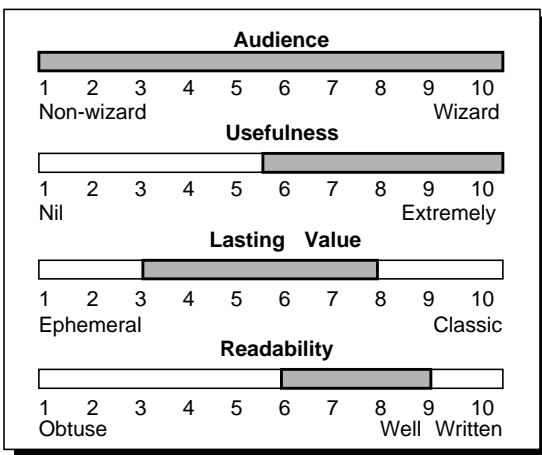 Audience
1 2 3 4 5 6 7 8 9 10
Non-wizard Wizard
Usefulness
1 2 3 4 5 6 7 8 9 10
Nil Extremely
Lasting Value
1 2 3 4 5 6 7 8 9 10
Ephemeral Classic
Readability
1 2 3 4 5 6 7 8 9 10
Obtuse Well Written